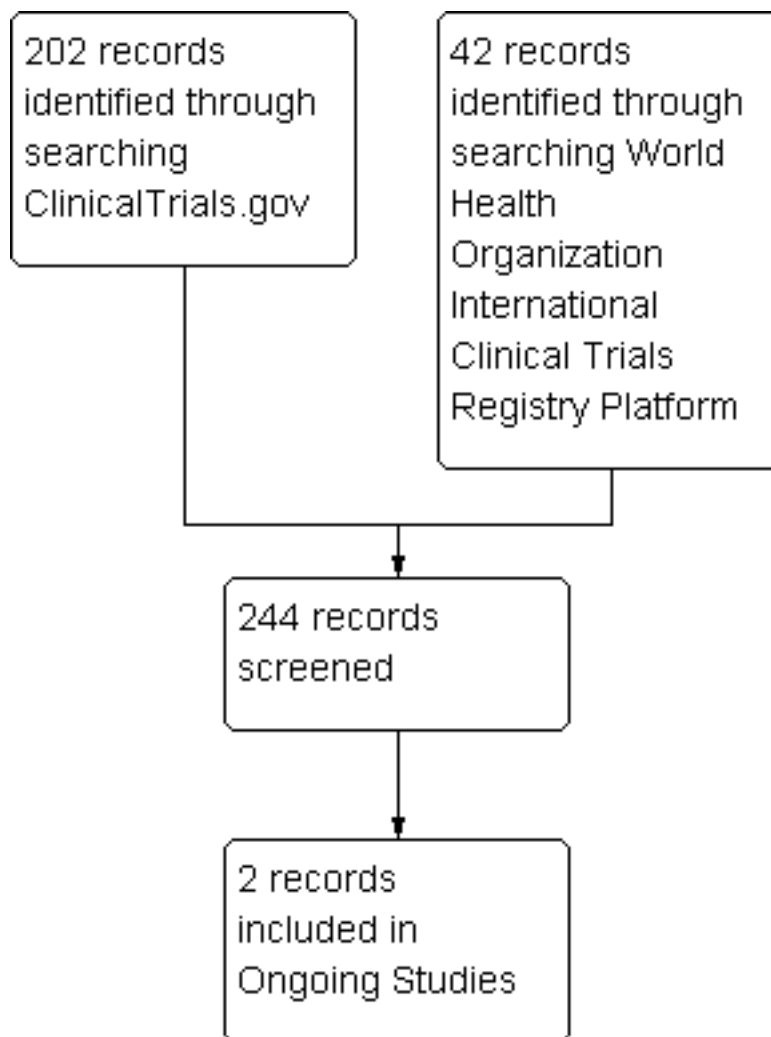 202 records
identified through
searching
ClinicalTrials.gov
42 records
identified through
searching World
Health
Organization
International
Clinical Trials
Registry Platform
244 records
screened
2 records
included in
Ongoing Studies